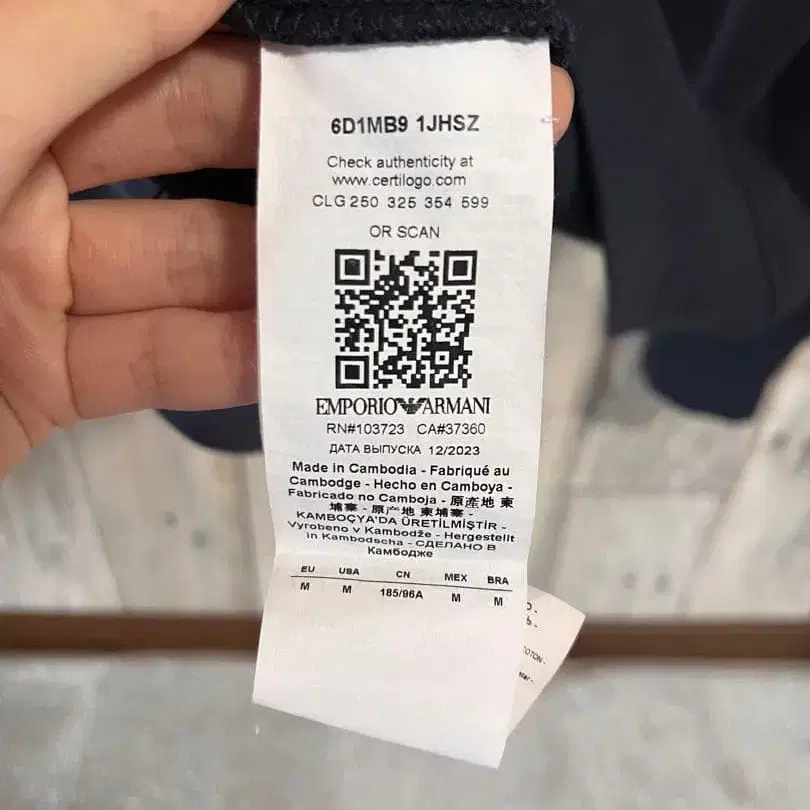 6D1MB9 1JHSZ
Check authenticity at
www.certilogo.com
CLG 250 325 354 599
OR SCAN
EMPORIO ARMANI
RN#103723 CA#37360
ДАТА ВЫПУСКА 12/2023
Made in Cambodia - Fabriqué au
Cambodge - Hecho en Camboya -
Fabricado no Camboja - 原産地 柬
埔寨 - 原产地 柬埔寨 -
KAMBOÇYA'DA ÜRETİLMİŞTİR -
Vyrobeno v Kambodže - Hergestellt
in Kambodscha - СДЕЛАНО В
Камбодже
EU USA CN MEX BRA
M M 185/96A M M